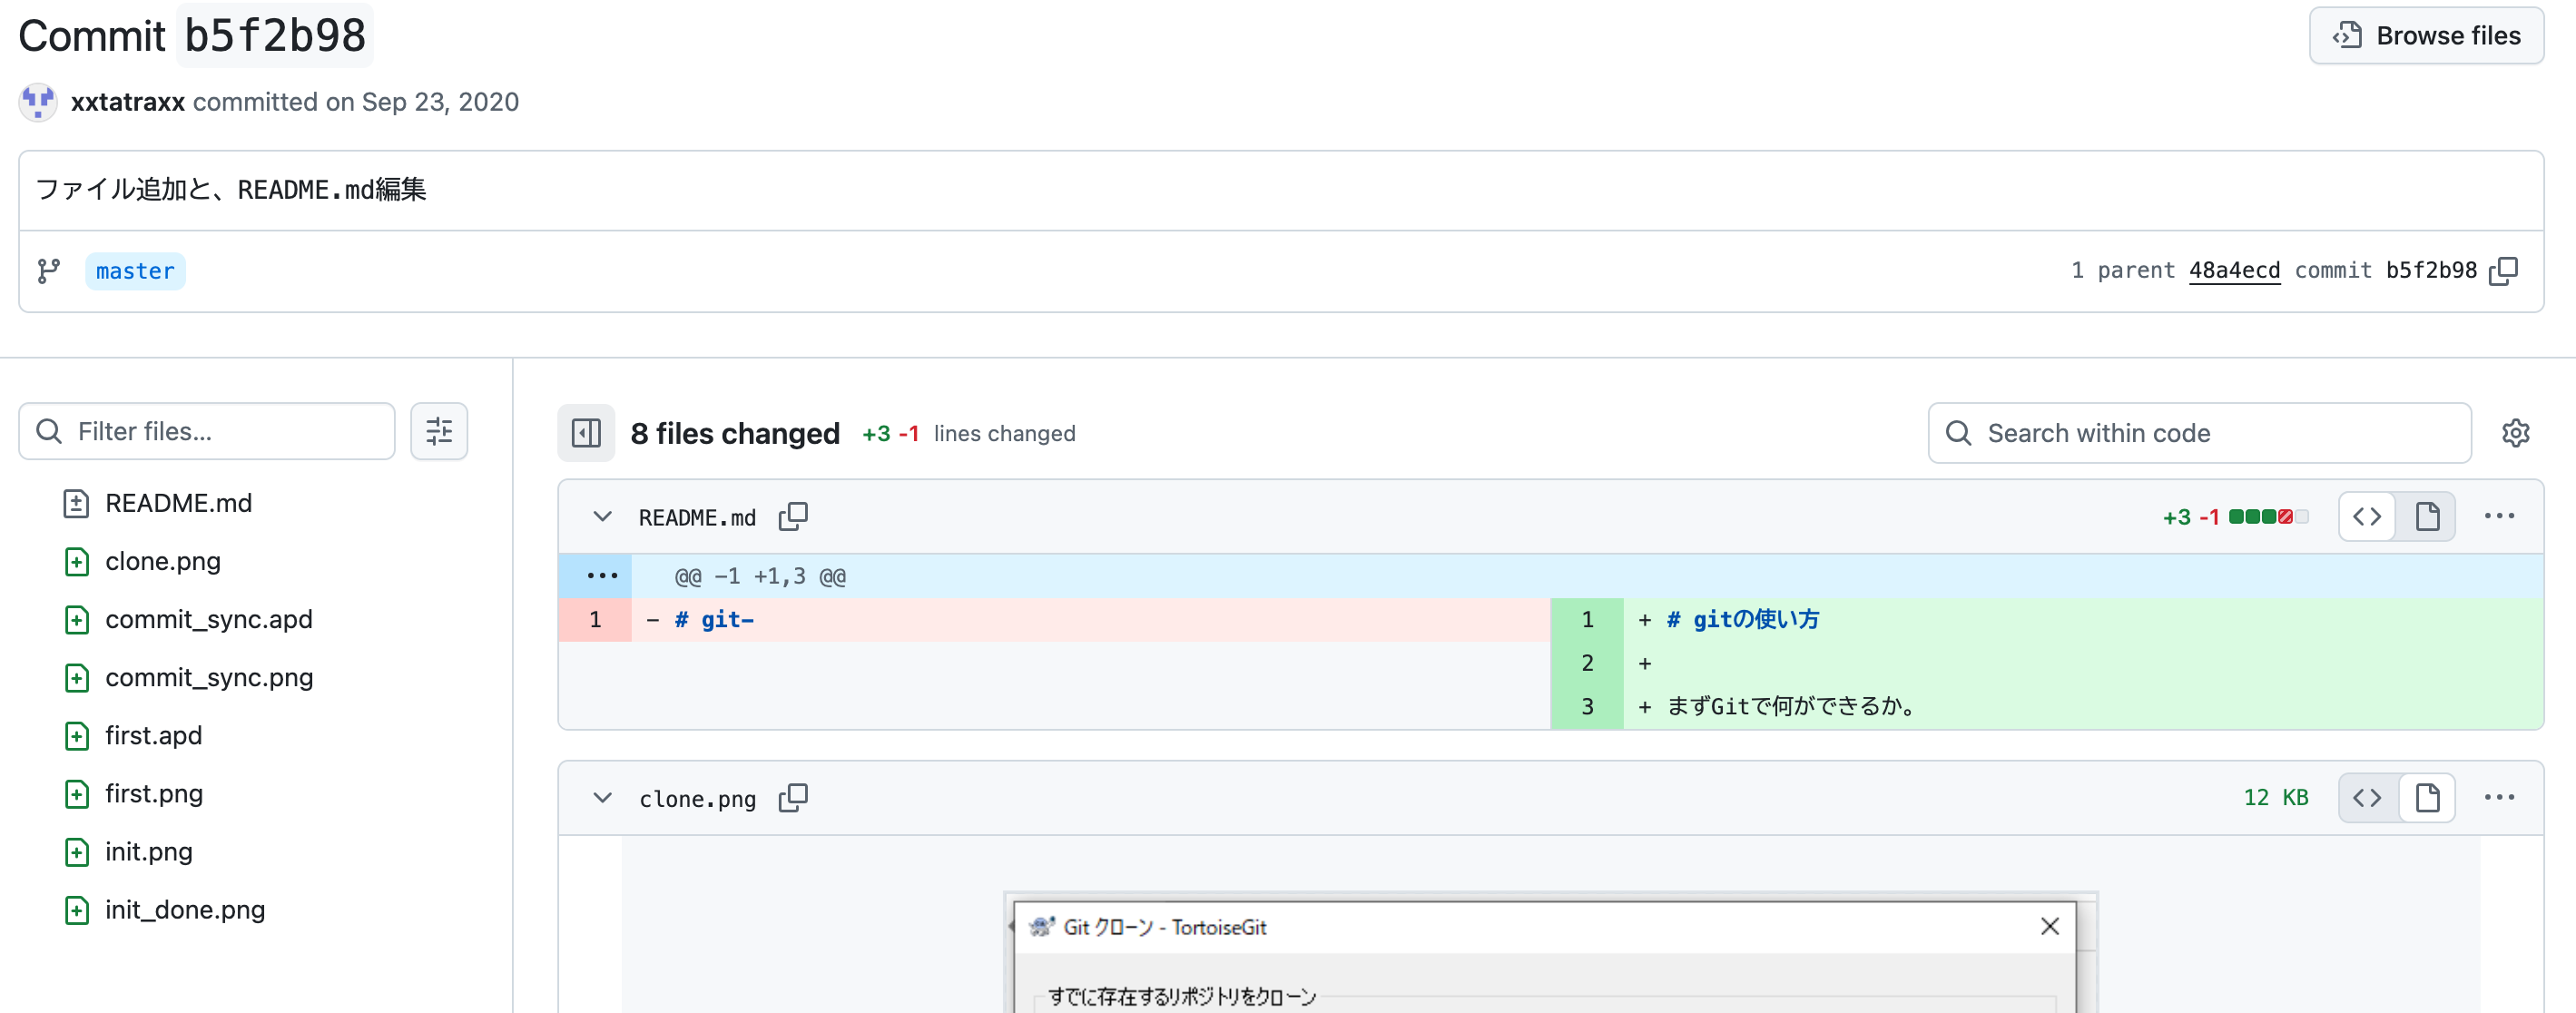 Commit b5f2b98
Browse files
xxtatraxx committed on Sep 23, 2020
ファイル追加と、README.md編集
master
1 parent 48a4ecd commit b5f2b98
Filter files...
README.md
clone.png
commit_sync.apd
commit_sync.png
first.apd
first.png
init.png
init_done.png
8 files changed +3 -1 lines changed
Search within code
README.md
+3 -1
@@ -1 +1,3 @@
1 - # git-
1 + # gitの使い方
2 +
3 + まずGitで何ができるか。
clone.png
12 KB
Git クローン - TortoiseGit
すでに存在するリポジトリをクローン